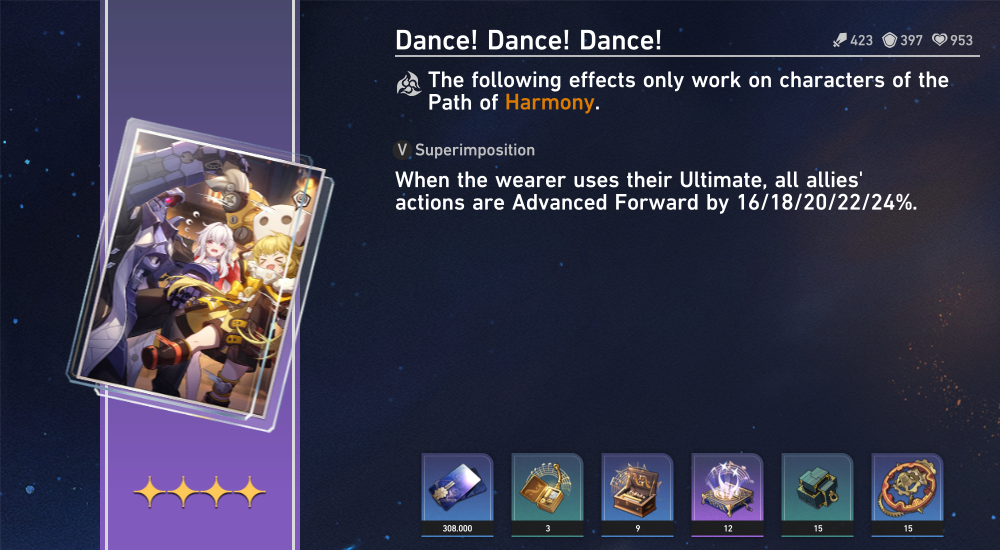 Dance! Dance! Dance!
423 397 953
The following effects only work on characters of the
Path of Harmony.
V Superimposition
When the wearer uses their Ultimate, all allies'
actions are Advanced Forward by 16/18/20/22/24%.
308.000 3 9 12 15 15